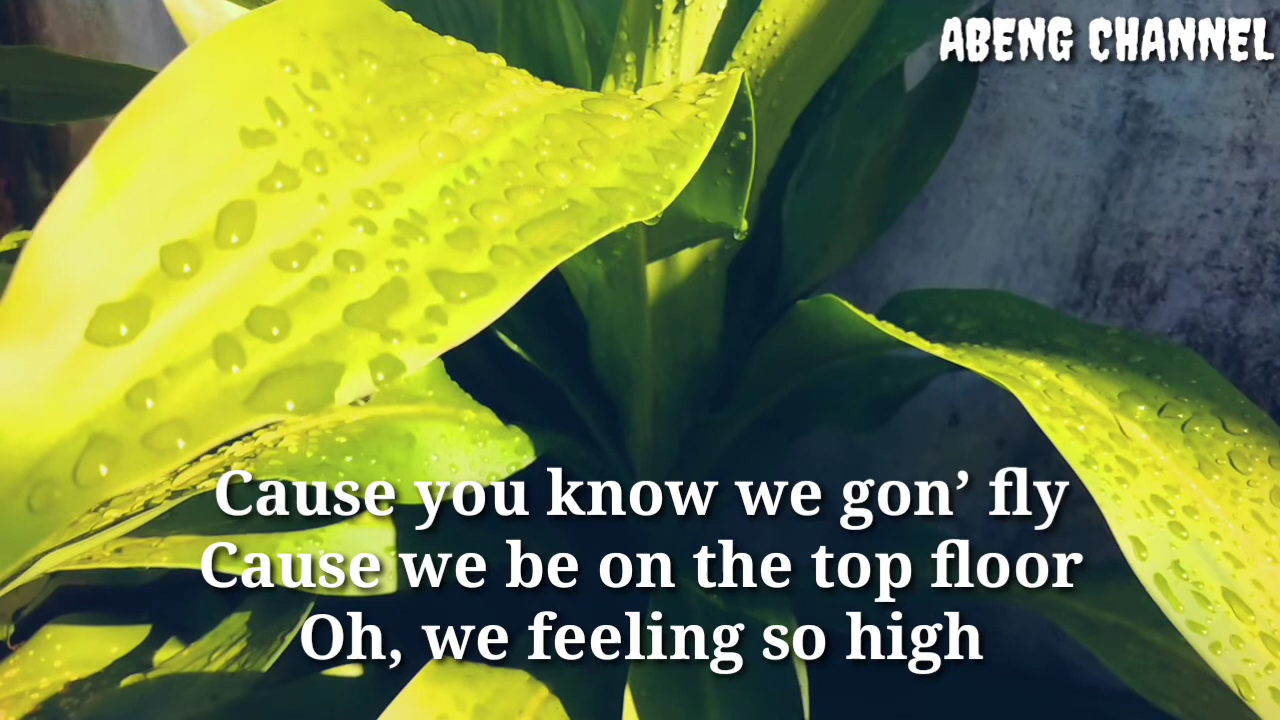 ABENG CHANNEL
Cause you know we gon’ fly
Cause we be on the top floor
Oh, we feeling so high